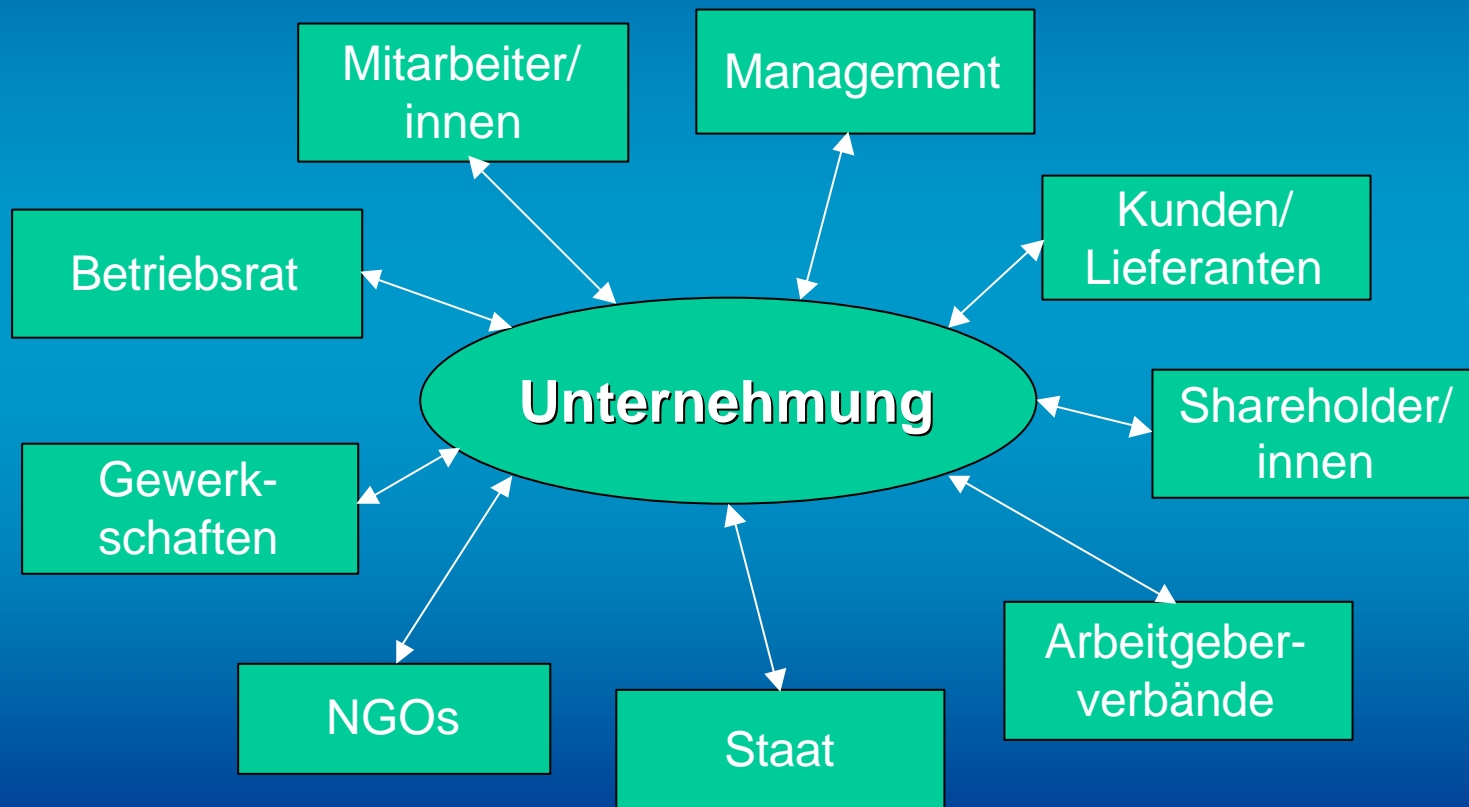 Mitarbeiter/
innen
Management
Kunden/
Lieferanten
Betriebsrat
Unternehmung
Shareholder/
innen
Gewerk-
schaften
Arbeitgeber-
verbände
NGOs
Staat